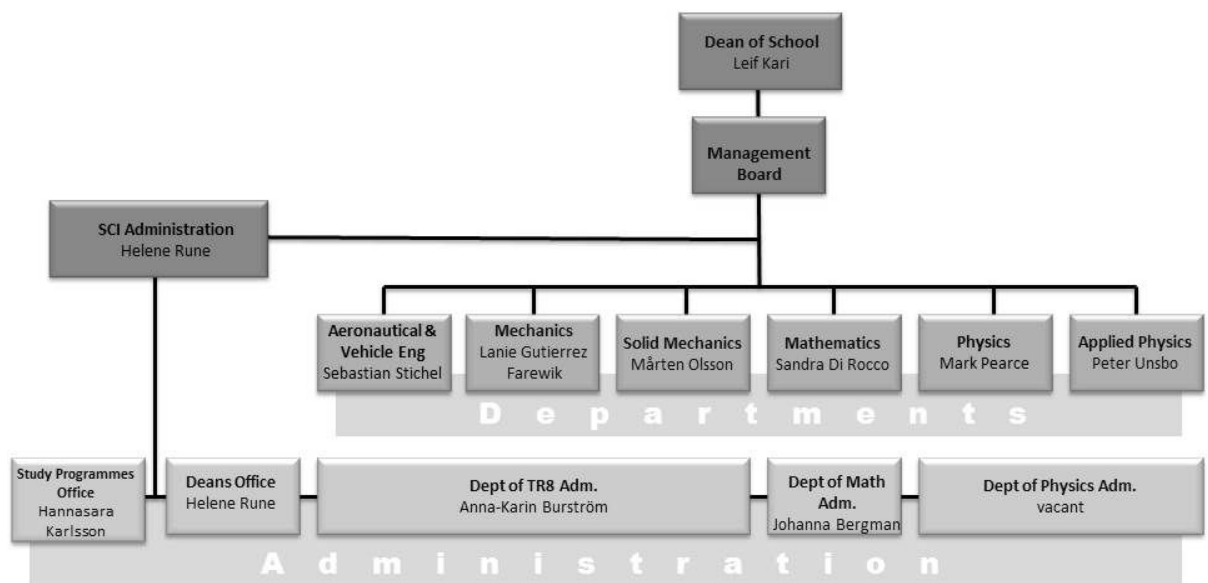 Dean of School
Leif Kari
Management
Board
SCI Administration
Helene Rune
Aeronautical &
Vehicle Eng
Sebastian Stichel
Mechanics
Lanie Gutierrez
Farewik
Solid Mechanics
Mårten Olsson
Mathematics
Sandra Di Rocco
Physics
Mark Pearce
Applied Physics
Peter Unsbo
Departments
Study Programmes
Office
Hannasara
Karlsson
Deans Office
Helene Rune
Dept of TR8 Adm.
Anna-Karin Burström
Dept of Math
Adm.
Johanna Bergman
Dept of Physics Adm.
vacant
Administration